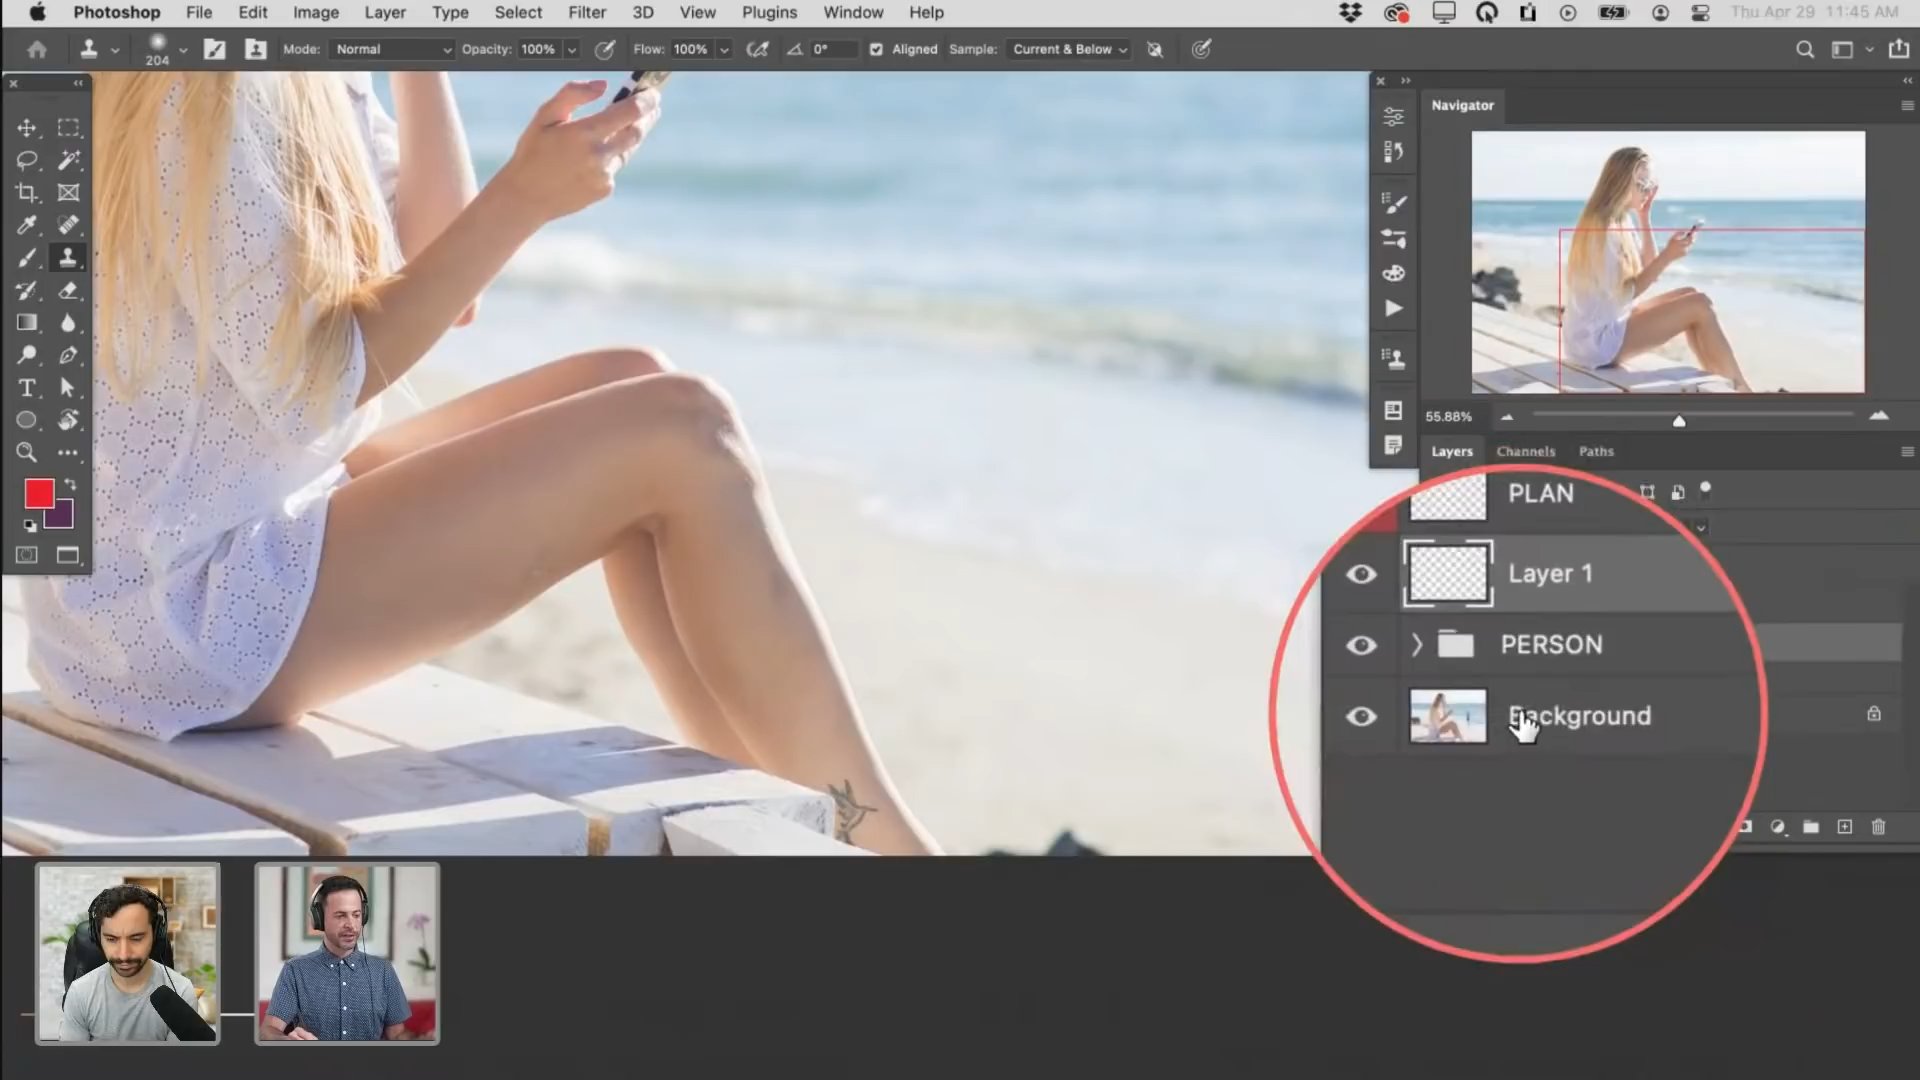 Photoshop File Edit Image Layer Type Select Filter 3D View Plugins Window Help Thu Apr 29 11:45 AM
204 Mode: Normal Opacity: 100% Flow: 100% 0° Aligned Sample: Current & Below
Navigator
55.88%
Layers Channels Paths
PLAN
Layer 1
PERSON
Background